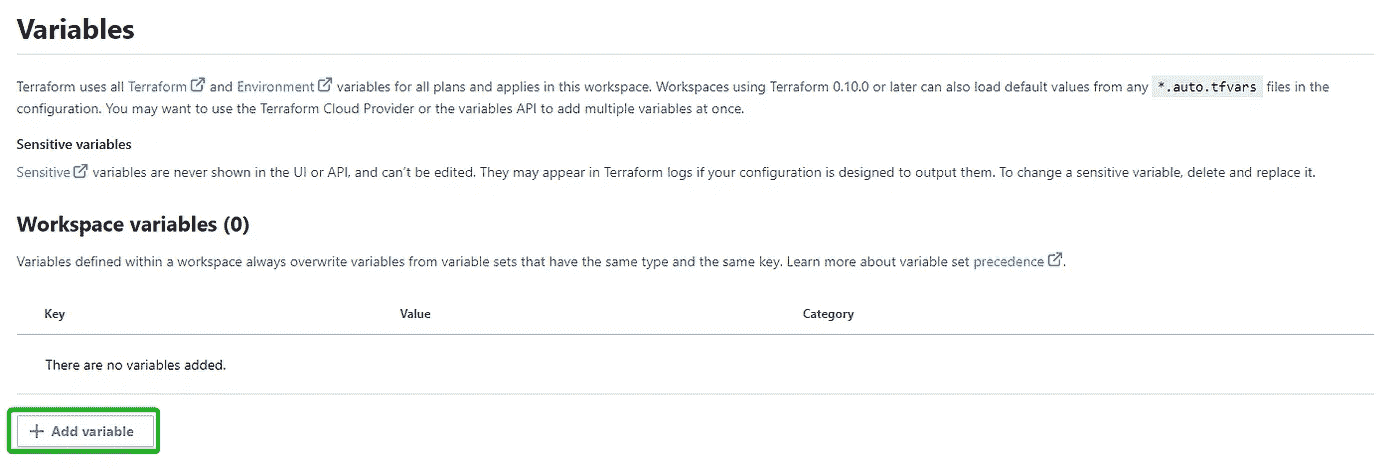 Variables
Terraform uses all Terraform and Environment variables for all plans and applies in this workspace. Workspaces using Terraform 0.10.0 or later can also load default values from any *.auto.tfvars files in the
configuration. You may want to use the Terraform Cloud Provider or the variables API to add multiple variables at once.
Sensitive variables
Sensitive variables are never shown in the UI or API, and can't be edited. They may appear in Terraform logs if your configuration is designed to output them. To change a sensitive variable, delete and replace it.
Workspace variables (0)
Variables defined within a workspace always overwrite variables from variable sets that have the same type and the same key. Learn more about variable set precedence.
Key Value Category
There are no variables added.
+ Add variable